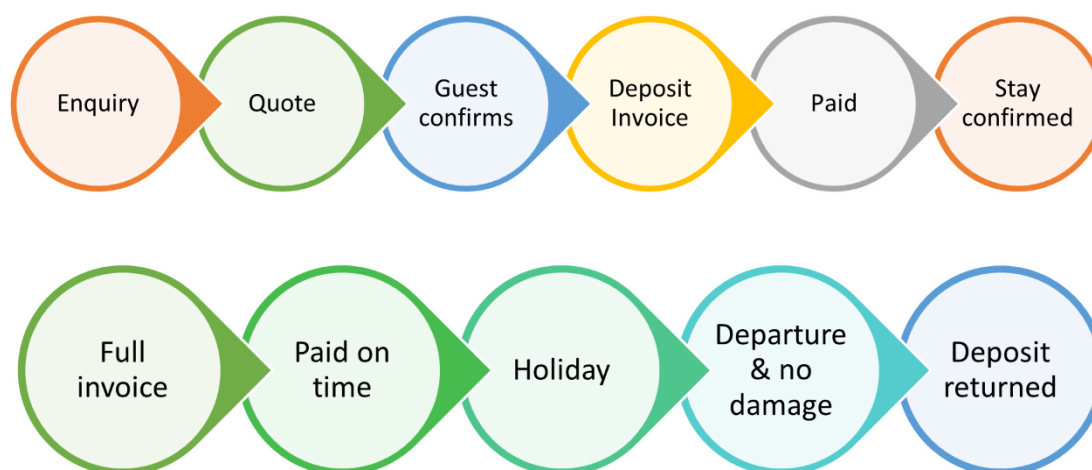 Enquiry
Quote
Guest
confirms
Deposit
Invoice
Paid
Stay
confirmed
Full
invoice
Paid on
time
Holiday
Departure
& no
damage
Deposit
returned